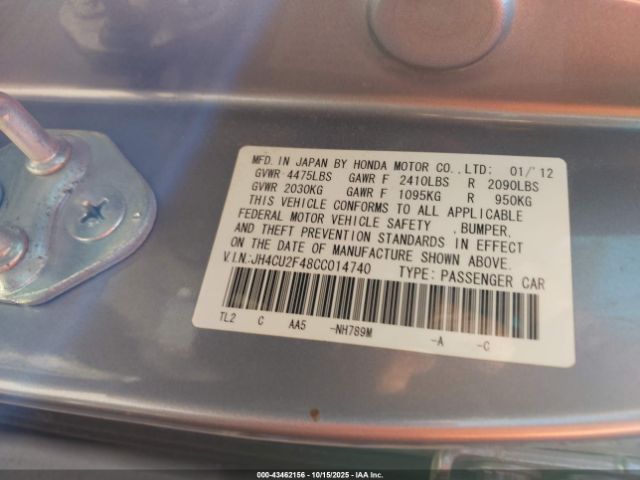 MFD. IN JAPAN BY HONDA MOTOR CO., LTD: 01/'12
GVWR 4475LBS GAWR F 2410LBS R 2090LBS
GVWR 2030KG GAWR F 1095KG R 950KG
THIS VEHICLE CONFORMS TO ALL APPLICABLE
FEDERAL MOTOR VEHICLE SAFETY , BUMPER,
AND THEFT PREVENTION STANDARDS IN EFFECT
ON THE DATE OF MANUFACTURE SHOWN ABOVE.
V.I.N.:JH4CU2F48CC014740 TYPE: PASSENGER CAR
TL2 C AA5 -NH789M -A -C
000-43462156 - 10/15/2025 - IAA Inc.